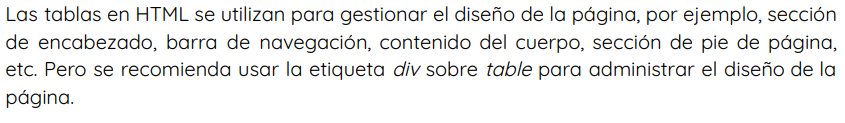 Las tablas en HTML se utilizan para gestionar el diseño de la página, por ejemplo, sección
de encabezado, barra de navegación, contenido del cuerpo, sección de pie de página,
etc. Pero se recomienda usar la etiqueta div sobre table para administrar el diseño de la
página.